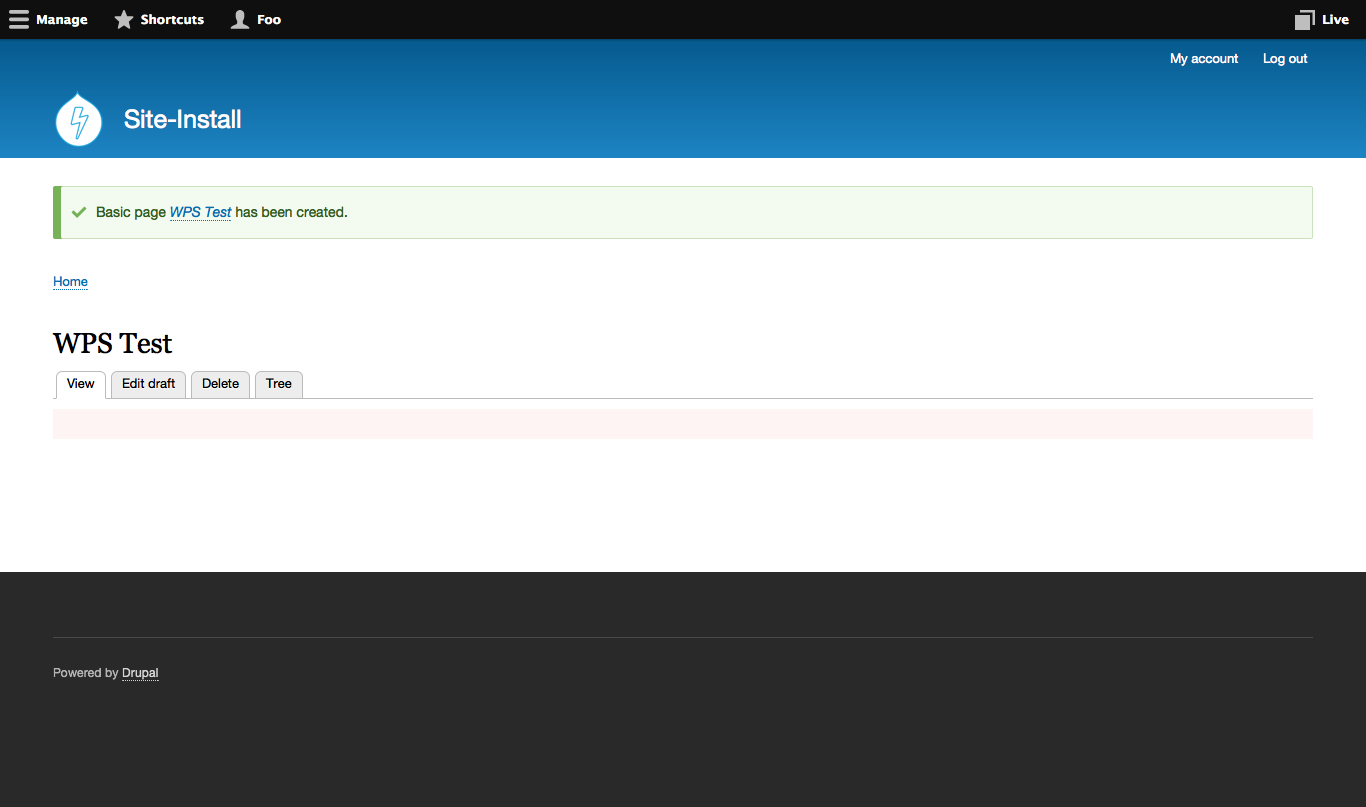 Manage Shortcuts Foo Live
My account Log out
Site-Install
Basic page WPS Test has been created.
Home
WPS Test
View Edit draft Delete Tree
Powered by Drupal